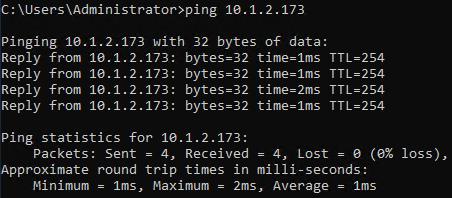 C:\Users\Administrator>ping 10.1.2.173
Pinging 10.1.2.173 with 32 bytes of data:
Reply from 10.1.2.173: bytes=32 time=1ms TTL=254
Reply from 10.1.2.173: bytes=32 time=1ms TTL=254
Reply from 10.1.2.173: bytes=32 time=2ms TTL=254
Reply from 10.1.2.173: bytes=32 time=1ms TTL=254
Ping statistics for 10.1.2.173:
    Packets: Sent = 4, Received = 4, Lost = 0 (0% loss),
Approximate round trip times in milli-seconds:
    Minimum = 1ms, Maximum = 2ms, Average = 1ms